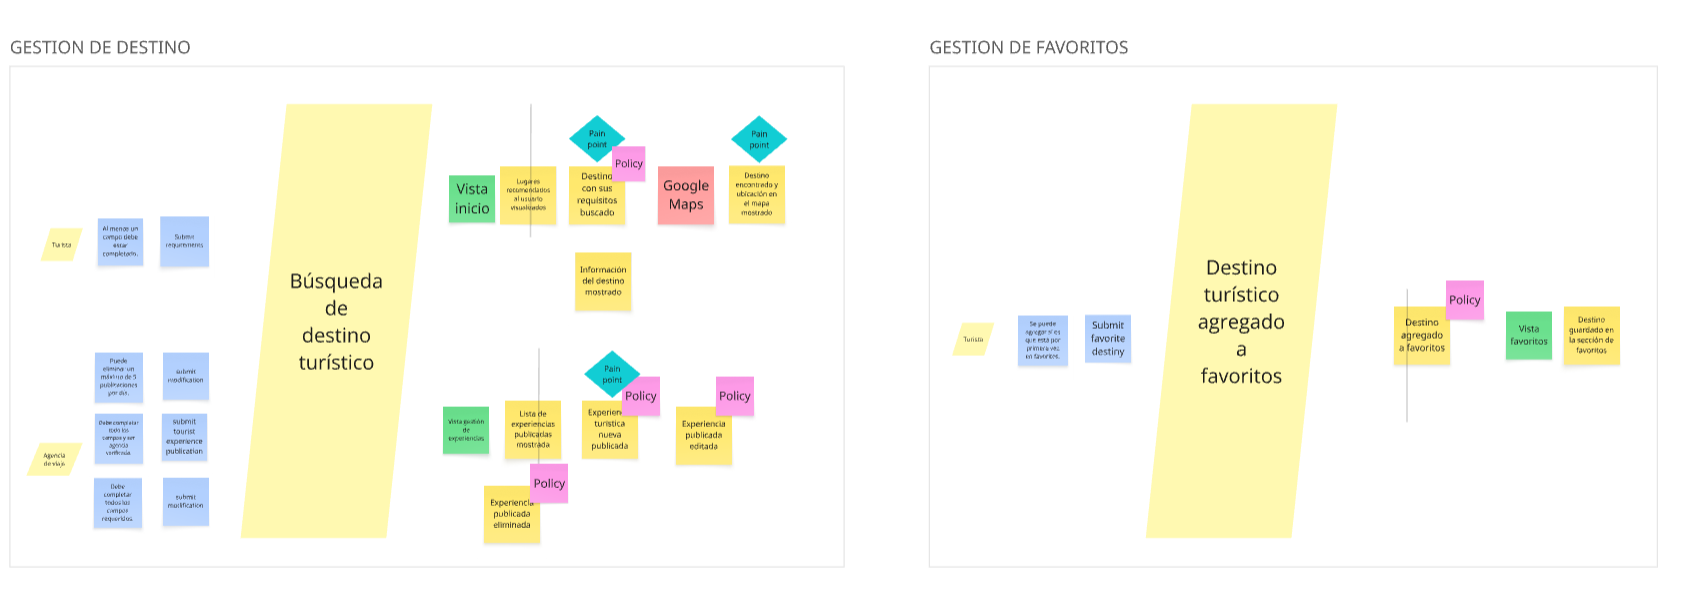 GESTION DE DESTINO
Turista
Al menos un
campo debe
estar
completado.
Submit
requirements
Búsqueda
de
destino
turístico
Vista
inicio
Lugares
recomendados
al usuario
visualizados
Pain
point
Policy
Destino
con sus
requisitos
buscado
Google
Maps
Pain
point
Destino
encontrado y
ubicación en
el mapa
mostrado
Información
del destino
mostrado
Puede
eliminar un
máximo de 5
publicaciones
por día.
submit
modification
Debe completar
todo los
campos y ser
agencia
verificada
submit
tourist
experience
publication
Agencia
de viaje
Debe
completar
todos los
campos
requeridos
submit
modification
Vista gestión
de
experiencias
Lista de
experiencias
publicadas
mostrada
Pain
point
Policy
Experiencia
turística
nueva
publicada
Policy
Experiencia
publicada
editada
Policy
Experiencia
publicada
eliminada
GESTION DE FAVORITOS
Turista
Se puede
agregar si es
que está por
primera vez
en favoritos.
Submit
favorite
destiny
Destino
turístico
agregado
a
favoritos
Policy
Destino
agregado
a favoritos
Vista
favoritos
Destino
guardado en
la sección de
favoritos